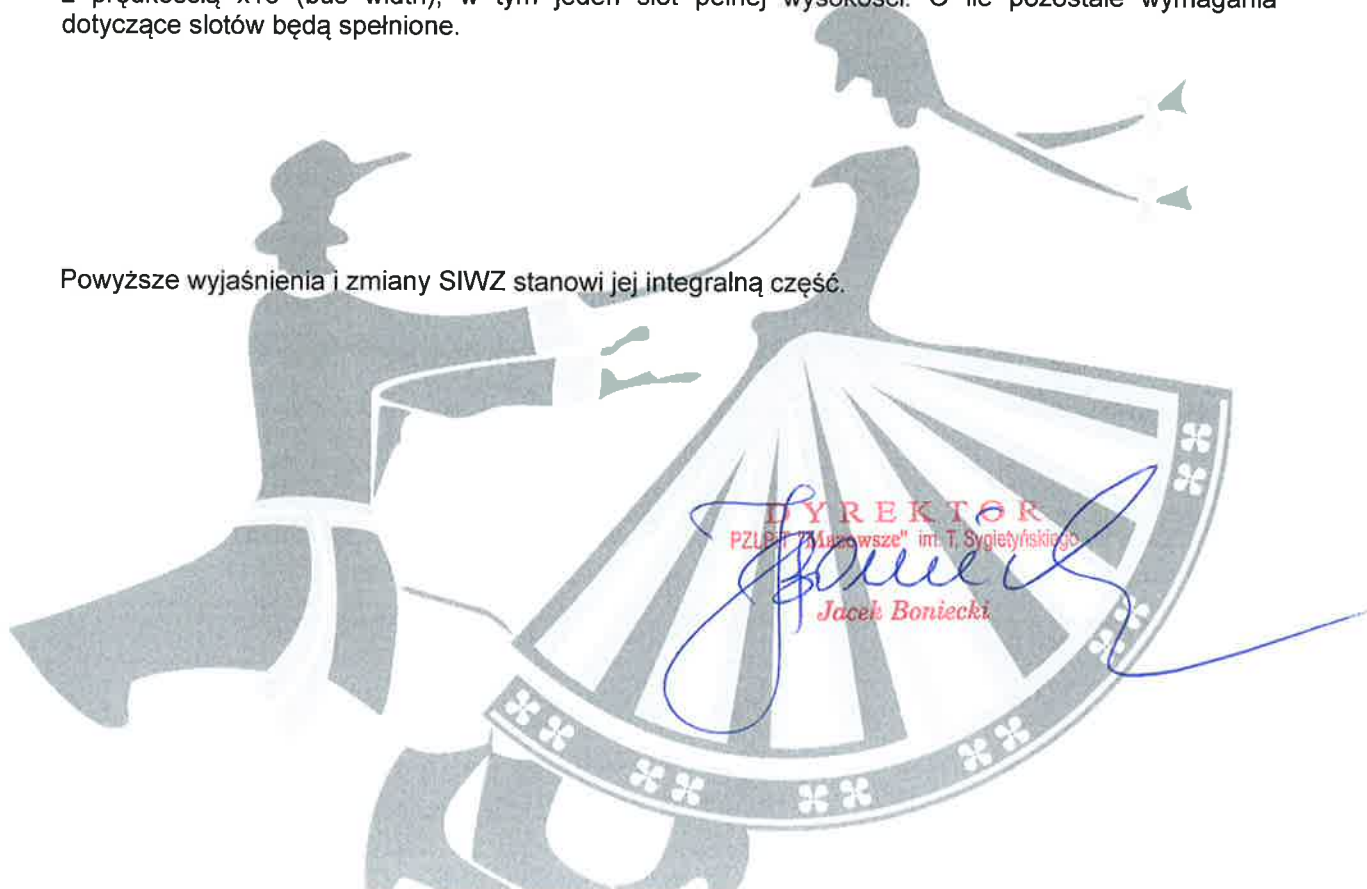 z prędkością x16 (bus width), w tym jeden slot pełnej wysokości. O ile pozostałe wymagania
dotyczące slotów będą spełnione.
Powyższe wyjaśnienia i zmiany SIWZ stanowi jej integralną część.
DYREKTOR
PZLPiT "Mazowsze" im. T. Sygietyńskiego
Jacek Boniecki